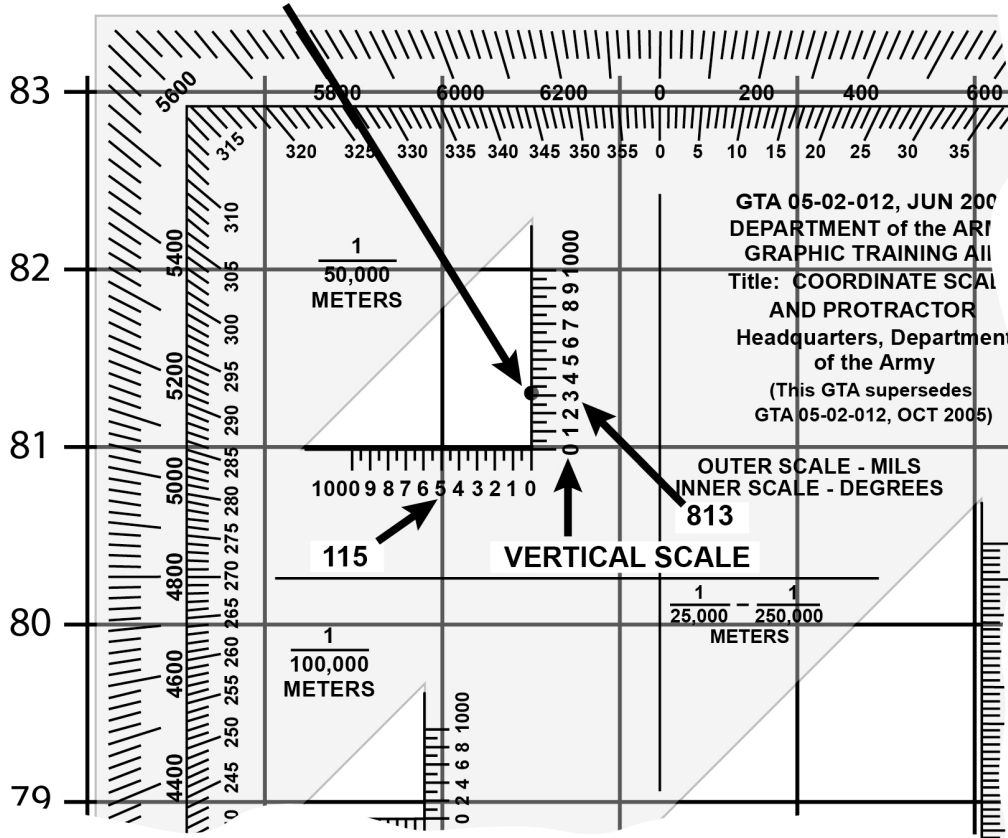 83
82
81
80
79
5600 5800 6000 6200 0 200 400 600
5400
5200
5000
4800
4600
4400
315 320 325 330 335 340 345 350 355 0 5 10 15 20 25 30 35
310
305
300
295
290
285
280
275
270
265
260
255
250
245
1
50,000
METERS
1000
9
8
7
6
5
4
3
2
1
0
1000 9 8 7 6 5 4 3 2 1 0
GTA 05-02-012, JUN 200
DEPARTMENT of the
GRAPHIC TRAINING
Title: COORDINATE
AND PROTRACTOR
Headquarters, Department
of the Army
(This GTA supersedes
GTA 05-02-012, OCT 2005)
OUTER SCALE - MILS
INNER SCALE - DEGREES
813
115
VERTICAL SCALE
1 1
25,000 – 250,000
METERS
1
100,000
METERS
1000
8
6
4
2
0